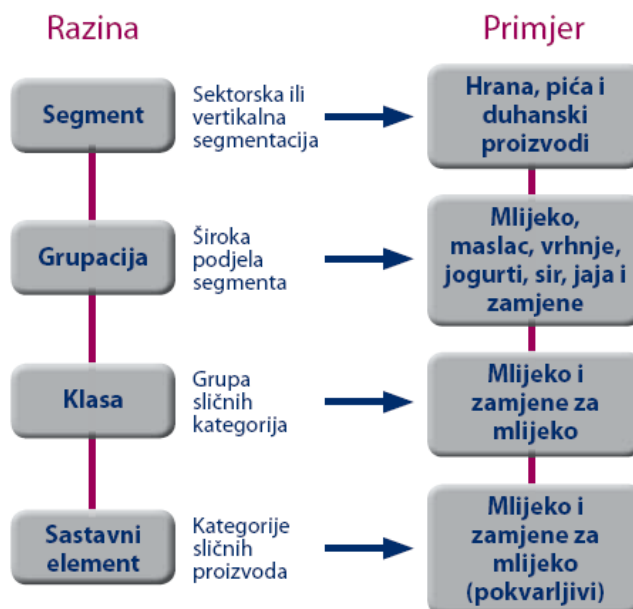 Razina
Primjer
Segment
Sektorska ili
vertikalna
segmentacija
Hrana, pića i
duhanski
proizvodi
Grupacija
Široka
podjela
segmenta
Mlijeko,
maslac, vrhnje,
jogurti, sir, jaja i
zamjene
Klasa
Grupa
sličnih
kategorija
Mlijeko i
zamjene za
mlijeko
Sastavni
element
Kategorije
sličnih
proizvoda
Mlijeko i
zamjene za
mlijeko
(pokvarljivi)